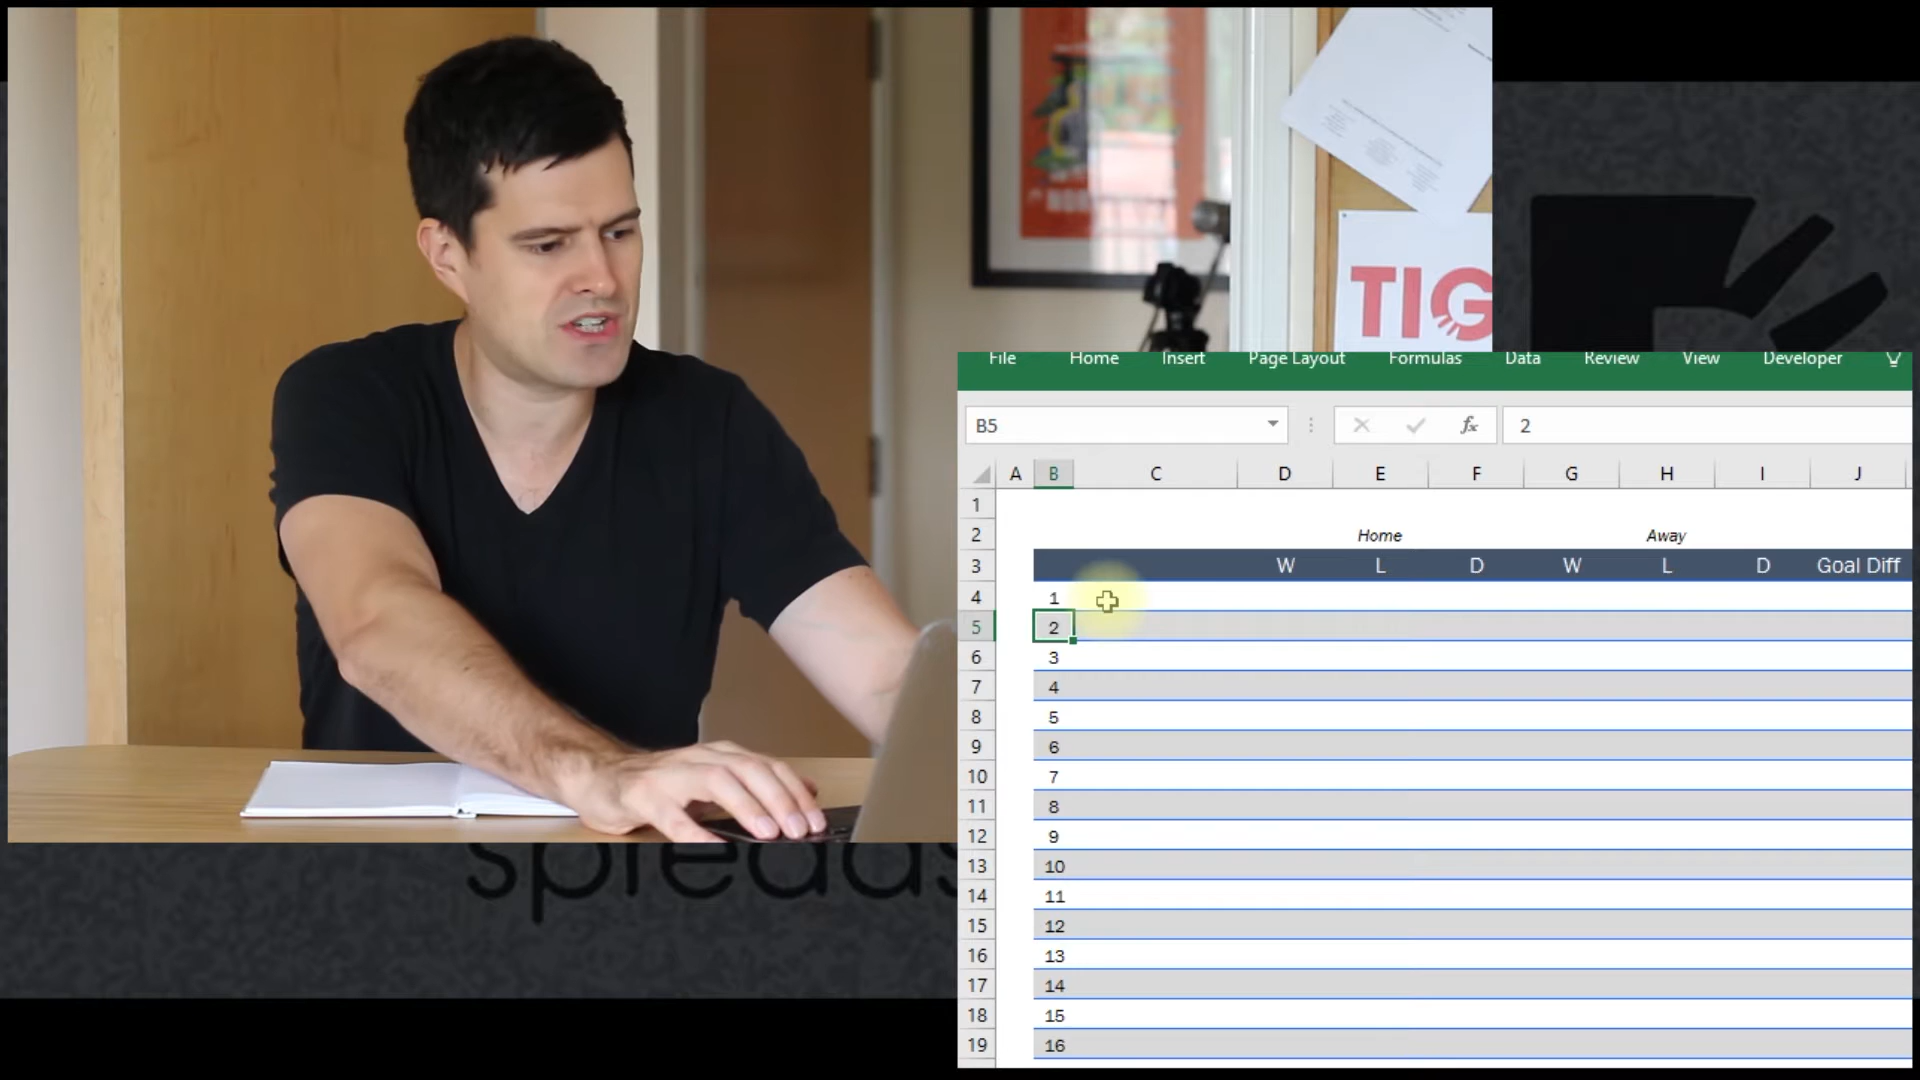 TIG
File Home Insert Page Layout Formulas Data Review View Developer
B5 fx 2
A B C D E F G H I J
1
2 Home Away
3 W L D W L D Goal Diff
4 1
5 2
6 3
7 4
8 5
9 6
10 7
11 8
12 9
13 10
14 11
15 12
16 13
17 14
18 15
19 16
spreads